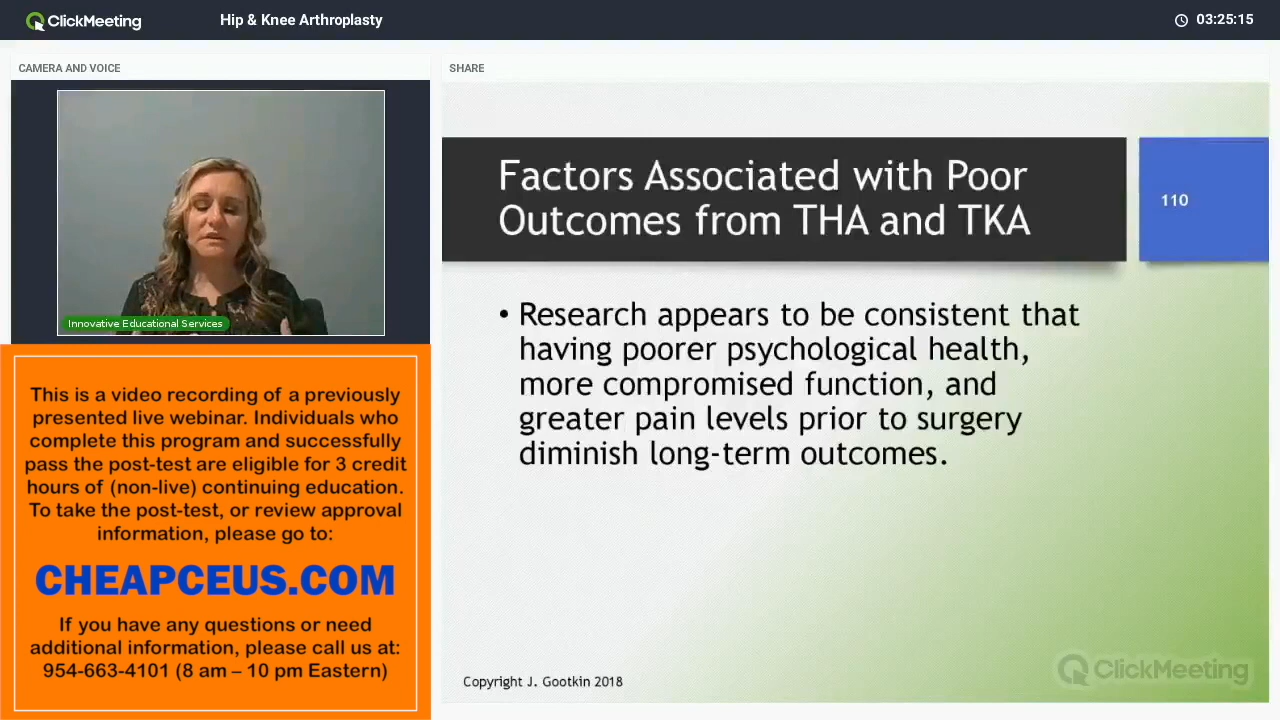 ClickMeeting
Hip & Knee Arthroplasty
03:25:15
CAMERA AND VOICE
Innovative Educational Services
This is a video recording of a previously
presented live webinar. Individuals who
complete this program and successfully
pass the post-test are eligible for 3 credit
hours of (non-live) continuing education.
To take the post-test, or review approval
information, please go to:
CHEAPCEUS.COM
If you have any questions or need
additional information, please call us at:
954-663-4101 (8 am – 10 pm Eastern)
SHARE
Factors Associated with Poor
Outcomes from THA and TKA
110
• Research appears to be consistent that
having poorer psychological health,
more compromised function, and
greater pain levels prior to surgery
diminish long-term outcomes.
Copyright J. Gootkin 2018
ClickMeeting